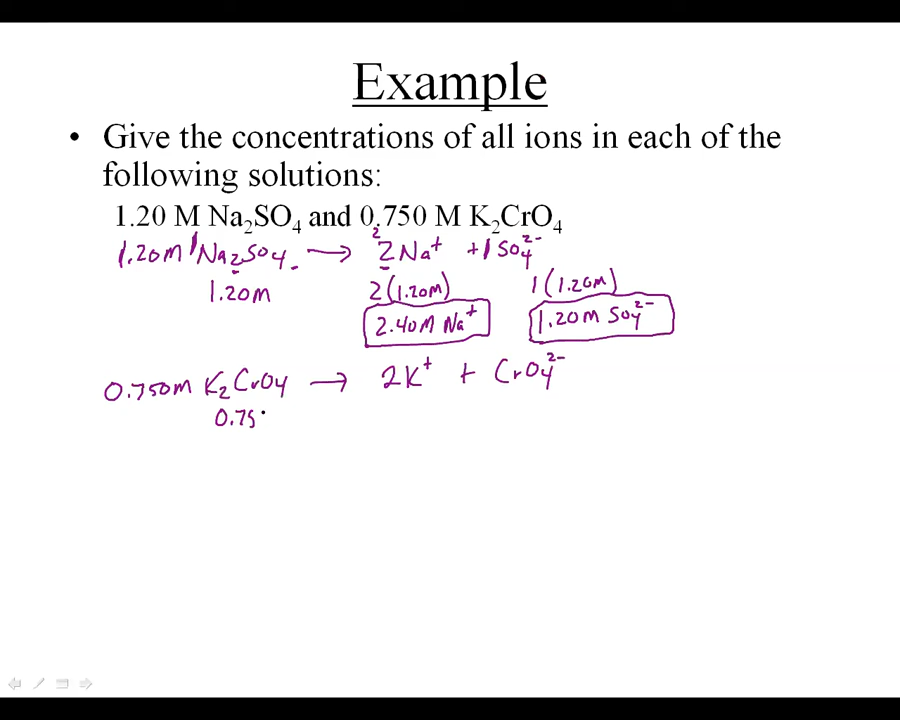 Example
• Give the concentrations of all ions in each of the
following solutions:
1.20 M Na₂SO₄ and 0.750 M K₂CrO₄
1.20M 1Na₂SO₄ → 2Na⁺ + 1SO₄²⁻
1.20M 2(1.20M) 1(1.20M)
2.40M Na⁺ 1.20M SO₄²⁻
0.750M K₂CrO₄ → 2K⁺ + CrO₄²⁻
0.75